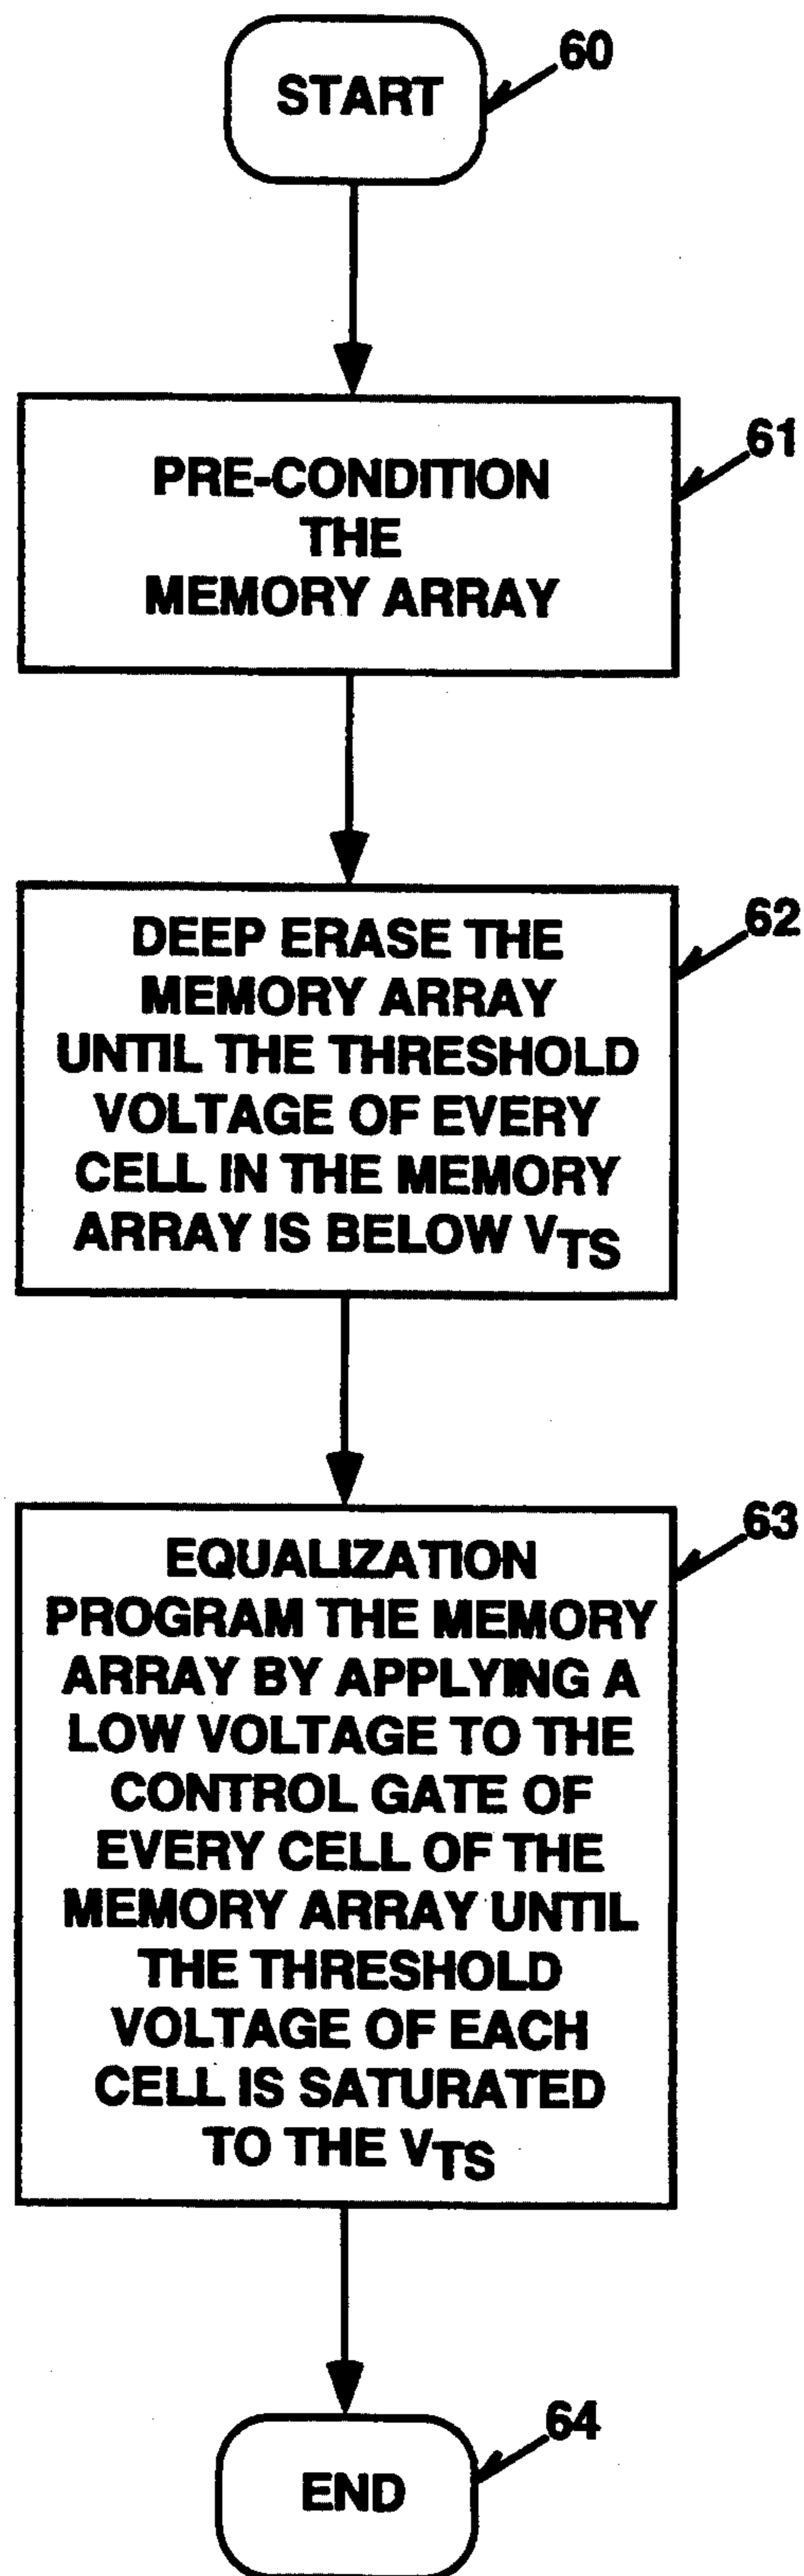 START
60
PRE-CONDITION
THE
MEMORY ARRAY
61
DEEP ERASE THE
MEMORY ARRAY
UNTIL THE THRESHOLD
VOLTAGE OF EVERY
CELL IN THE MEMORY
ARRAY IS BELOW VTS
62
EQUALIZATION
PROGRAM THE MEMORY
ARRAY BY APPLYING A
LOW VOLTAGE TO THE
CONTROL GATE OF
EVERY CELL OF THE
MEMORY ARRAY UNTIL
THE THRESHOLD
VOLTAGE OF EACH
CELL IS SATURATED
TO THE VTS
63
END
64